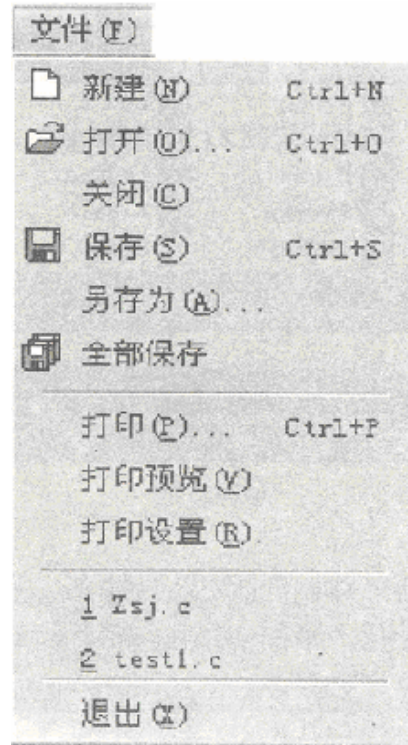 文件(F)
新建(N) Ctrl+N
打开(O)... Ctrl+O
关闭(C)
保存(S) Ctrl+S
另存为(A)...
全部保存
打印(P)... Ctrl+P
打印预览(V)
打印设置(R)
1 Zsj.c
2 test1.c
退出(X)